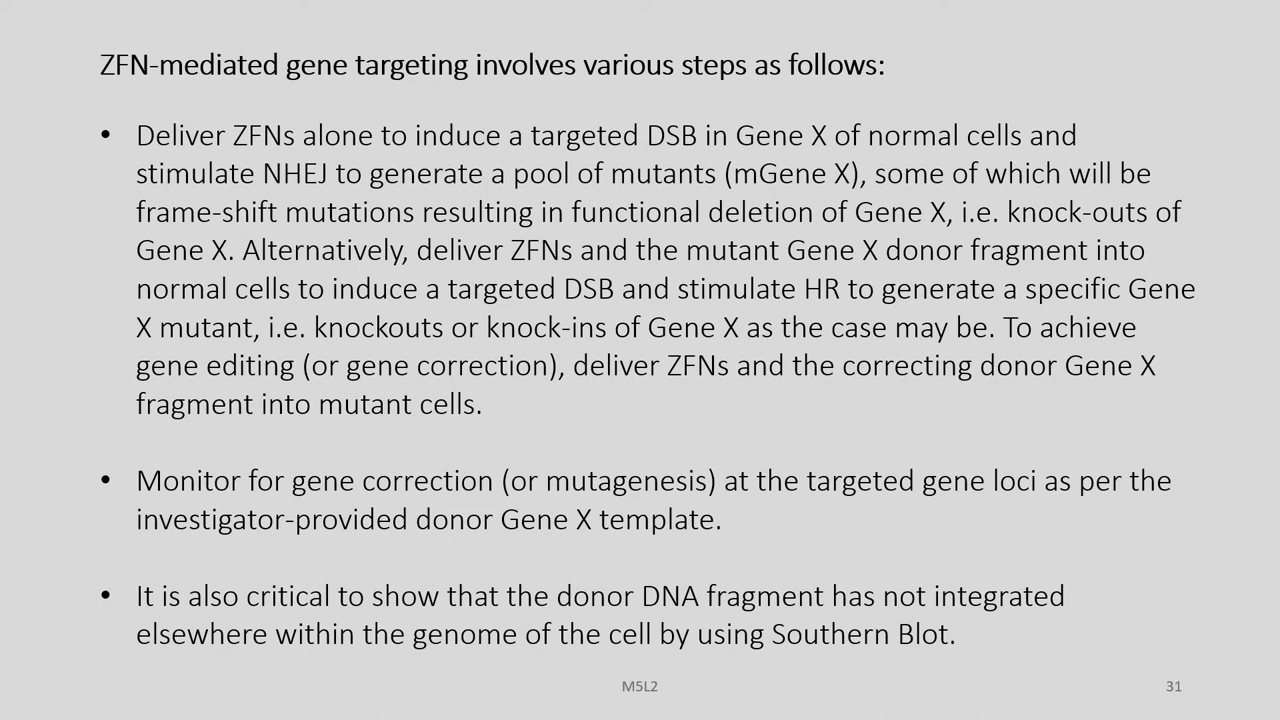 ZFN-mediated gene targeting involves various steps as follows:
• Deliver ZFNs alone to induce a targeted DSB in Gene X of normal cells and
stimulate NHEJ to generate a pool of mutants (mGene X), some of which will be
frame-shift mutations resulting in functional deletion of Gene X, i.e. knock-outs of
Gene X. Alternatively, deliver ZFNs and the mutant Gene X donor fragment into
normal cells to induce a targeted DSB and stimulate HR to generate a specific Gene
X mutant, i.e. knockouts or knock-ins of Gene X as the case may be. To achieve
gene editing (or gene correction), deliver ZFNs and the correcting donor Gene X
fragment into mutant cells.
• Monitor for gene correction (or mutagenesis) at the targeted gene loci as per the
investigator-provided donor Gene X template.
• It is also critical to show that the donor DNA fragment has not integrated
elsewhere within the genome of the cell by using Southern Blot.
M5L2
31